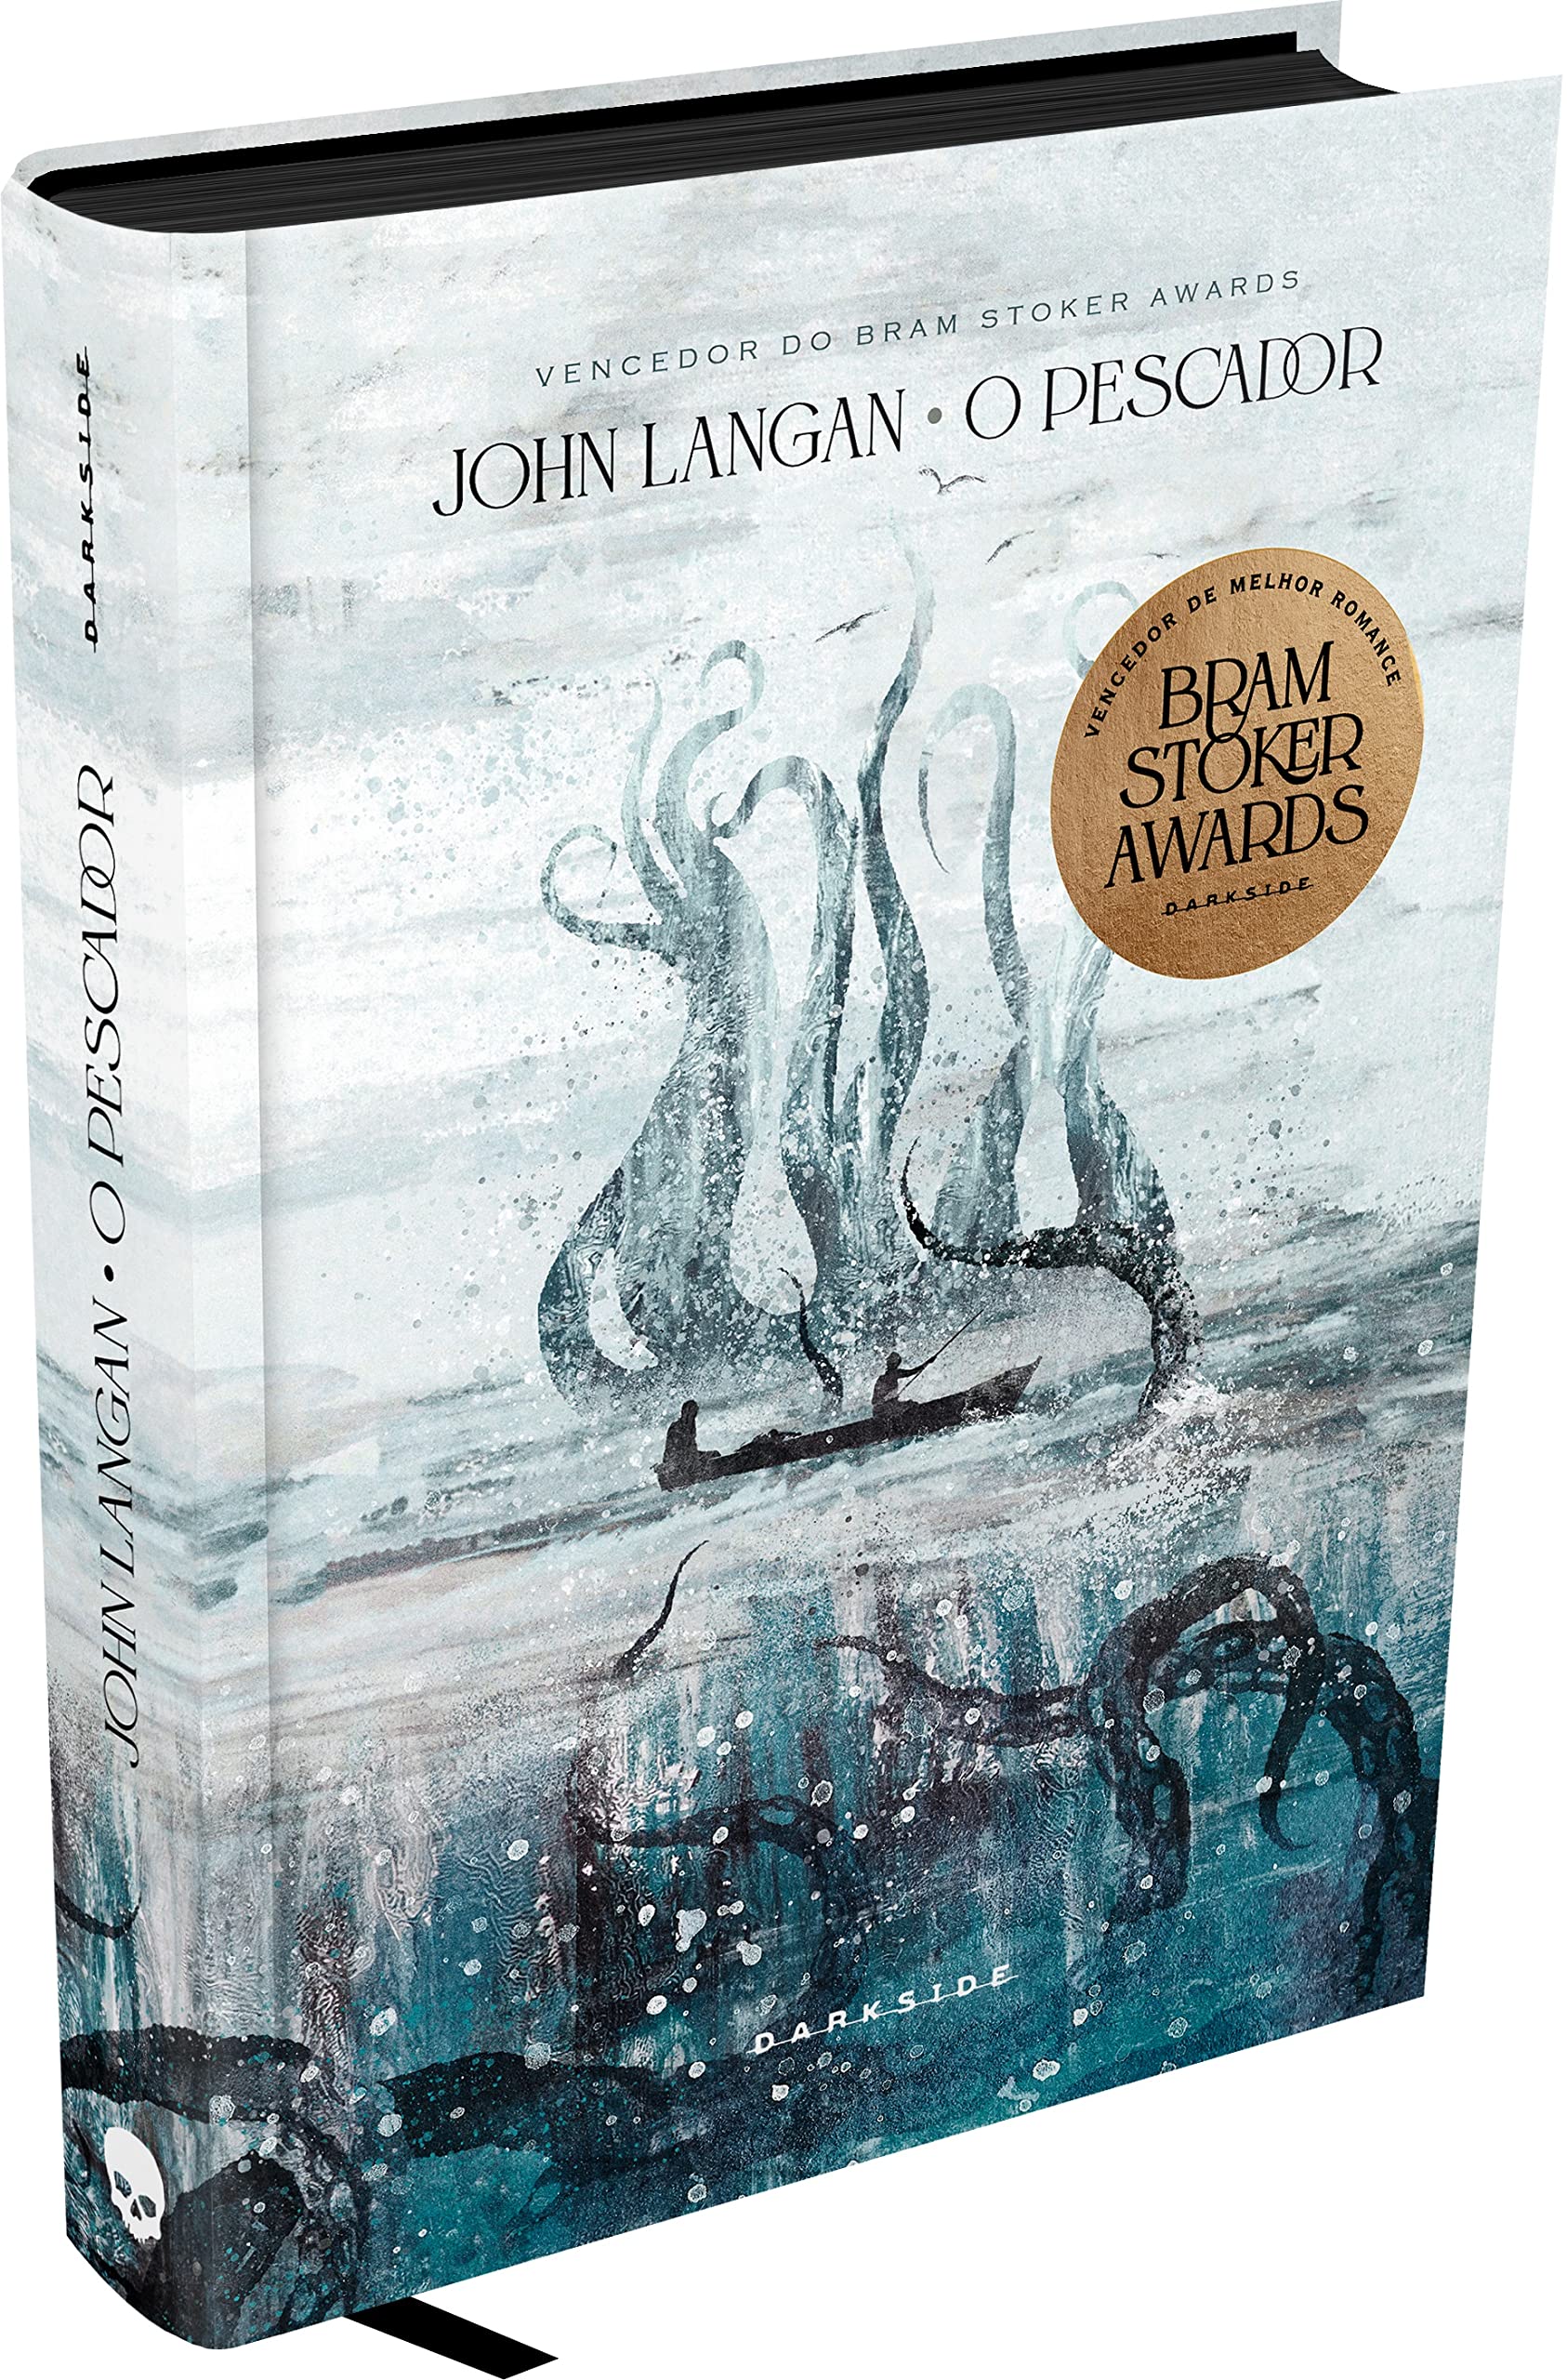 VENCEDOR DO BRAM STOKER AWARDS
JOHN LANGAN • O PESCADOR
VENCEDOR DE MELHOR ROMANCE
BRAM
STOKER
AWARDS
DARKSIDE
DARKSIDE
JOHN LANGAN • O PESCADOR
DARKSIDE